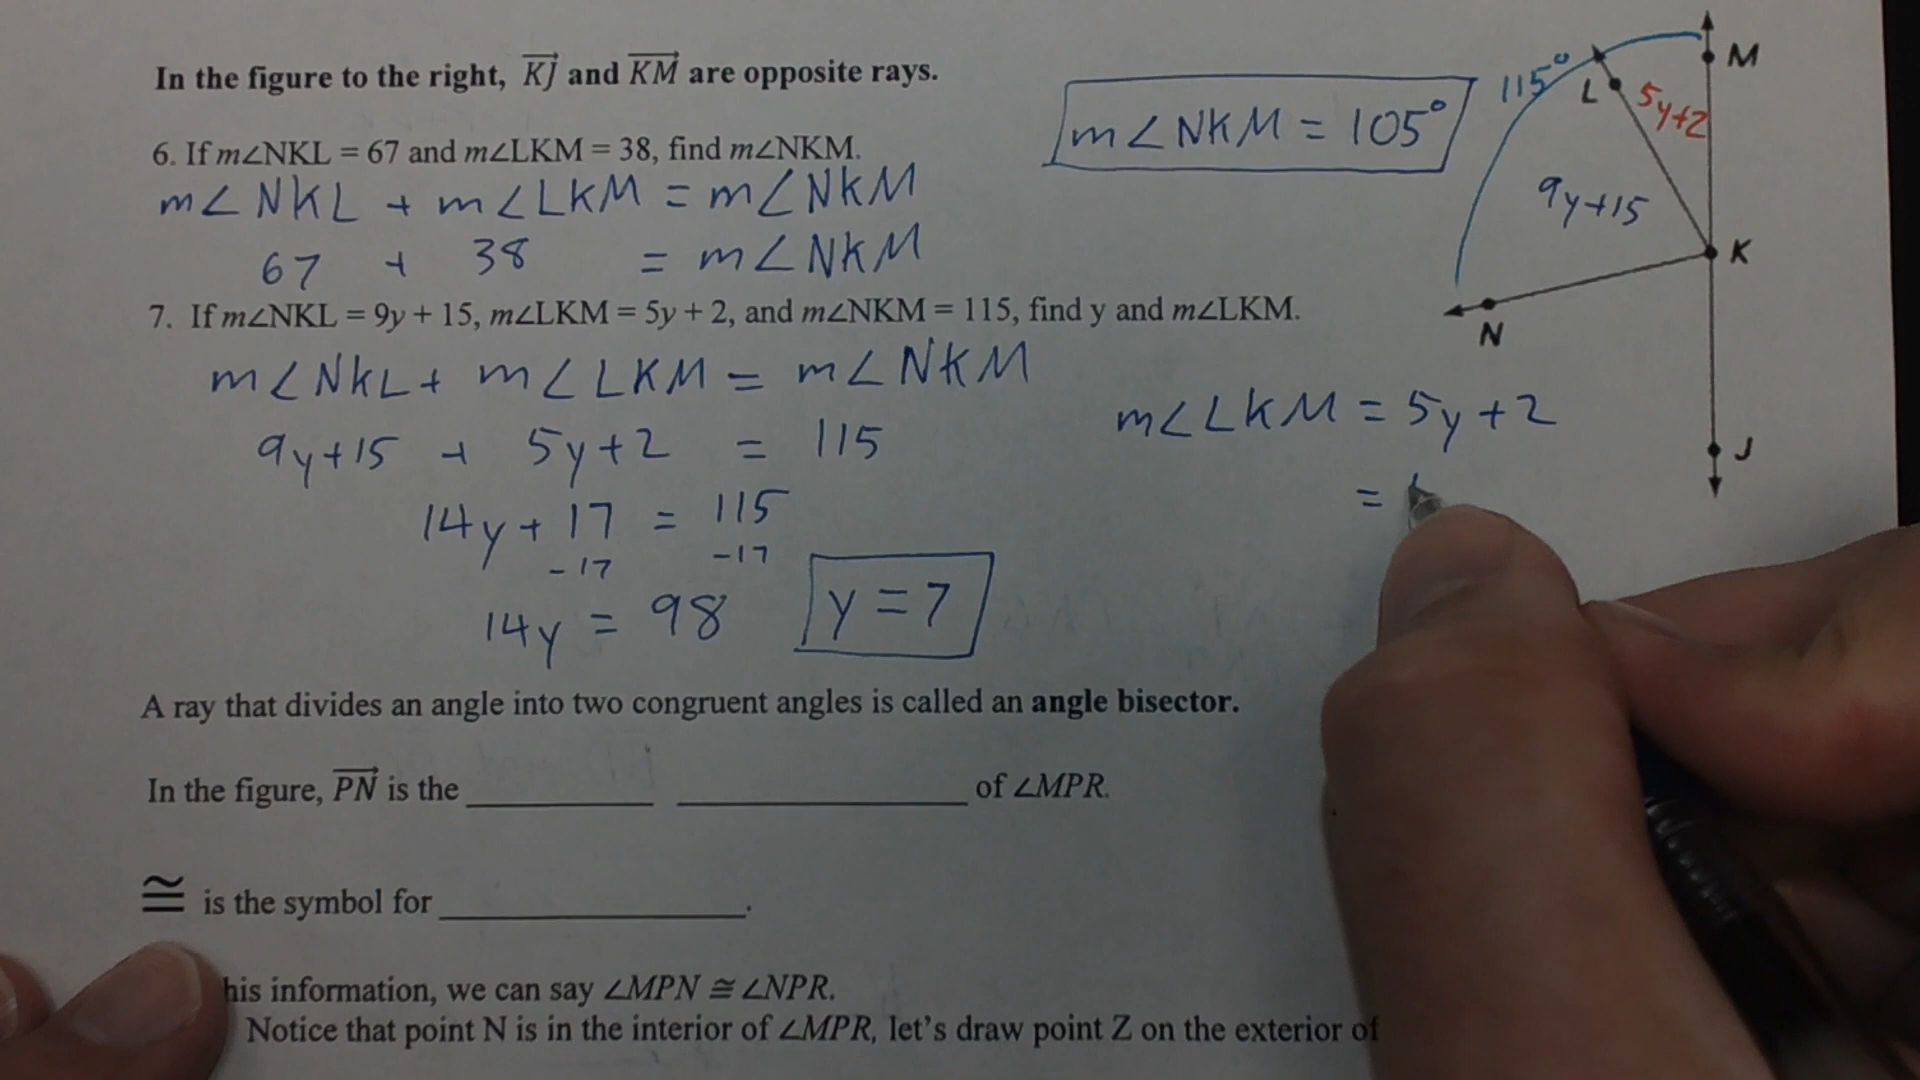 In the figure to the right, KJ and KM are opposite rays.
6. If m∠NKL = 67 and m∠LKM = 38, find m∠NKM.
m∠NKL + m∠LKM = m∠NKM
67 + 38 = m∠NKM
m∠NKM = 105°
115°
L
5y+2
M
9y+15
K
N
J
7. If m∠NKL = 9y + 15, m∠LKM = 5y + 2, and m∠NKM = 115, find y and m∠LKM.
m∠NKL + m∠LKM = m∠NKM
9y+15 + 5y+2 = 115
14y + 17 = 115
-17 -17
14y = 98
y = 7
m∠LKM = 5y+2
=
A ray that divides an angle into two congruent angles is called an angle bisector.
In the figure, PN is the ____________ ____________ of ∠MPR.
≅ is the symbol for ____________.
his information, we can say ∠MPN ≅ ∠NPR.
Notice that point N is in the interior of ∠MPR, let's draw point Z on the exterior of